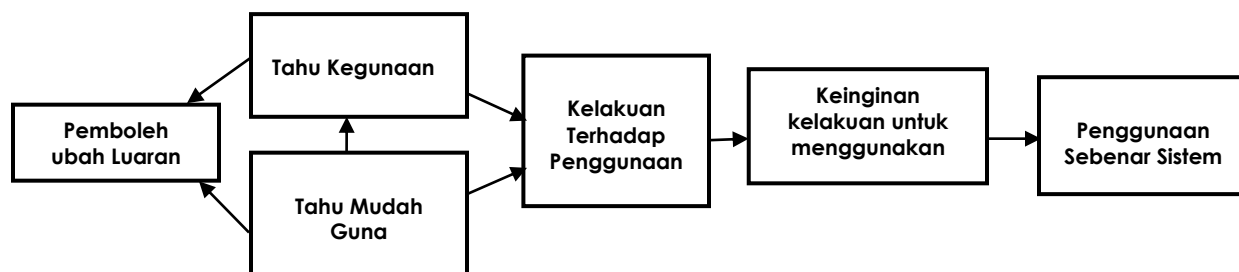 Tahu Kegunaan
Pemboleh
ubah Luaran
Tahu Mudah
Guna
Kelakuan
Terhadap
Penggunaan
Keinginan
kelakuan untuk
menggunakan
Penggunaan
Sebenar Sistem